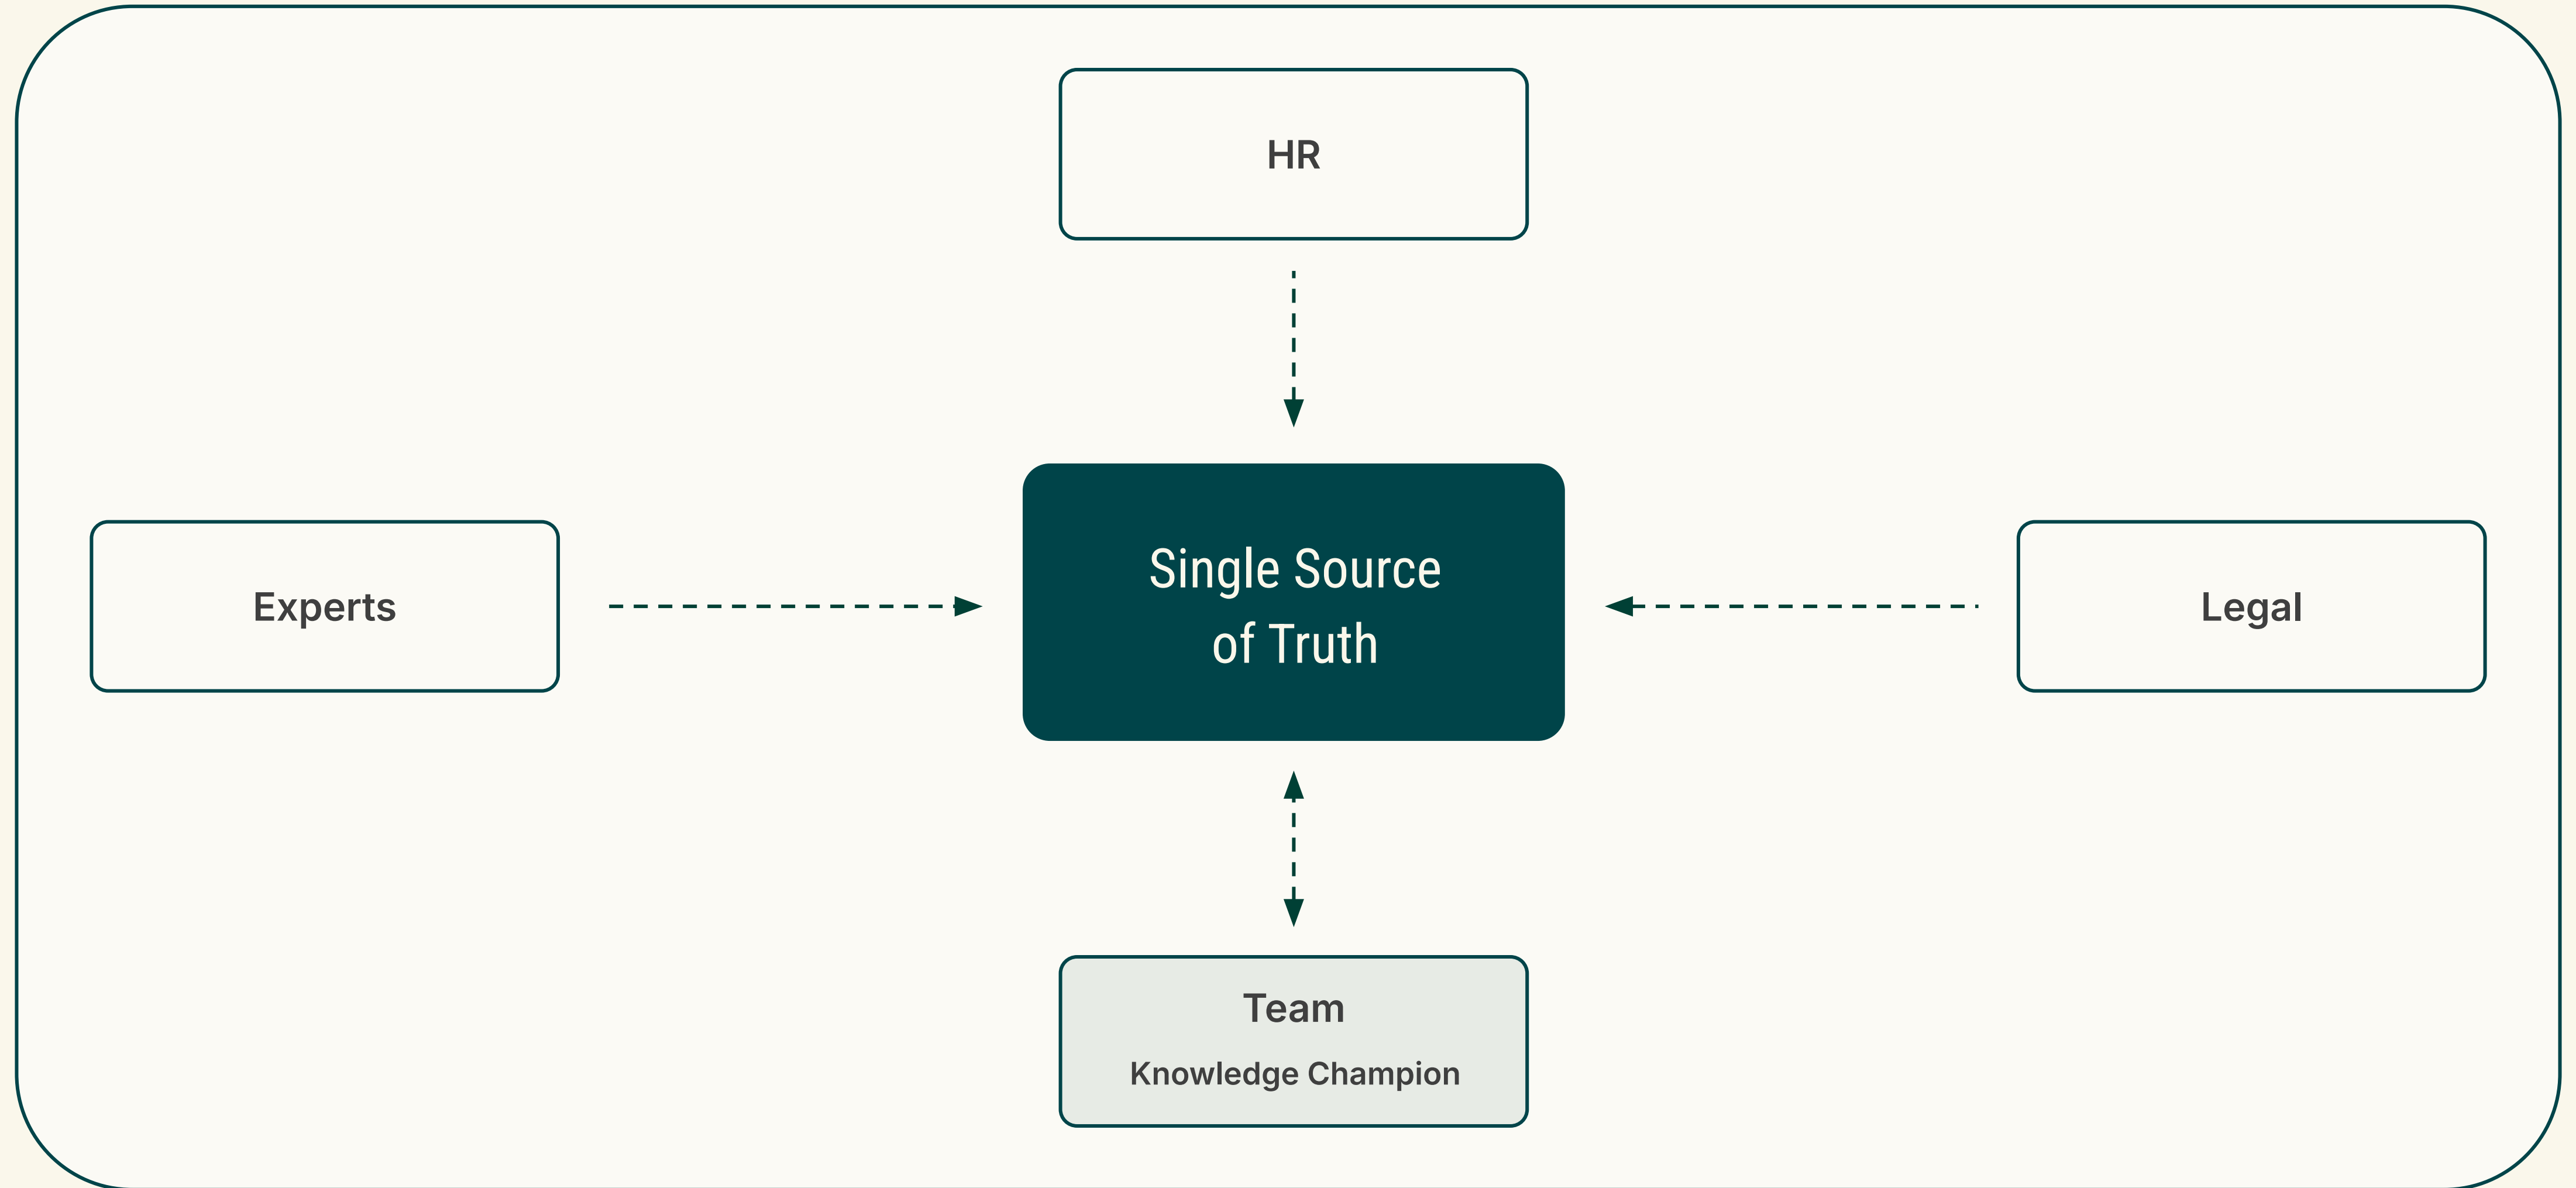 HR
Experts
Single Source
of Truth
Legal
Team
Knowledge Champion